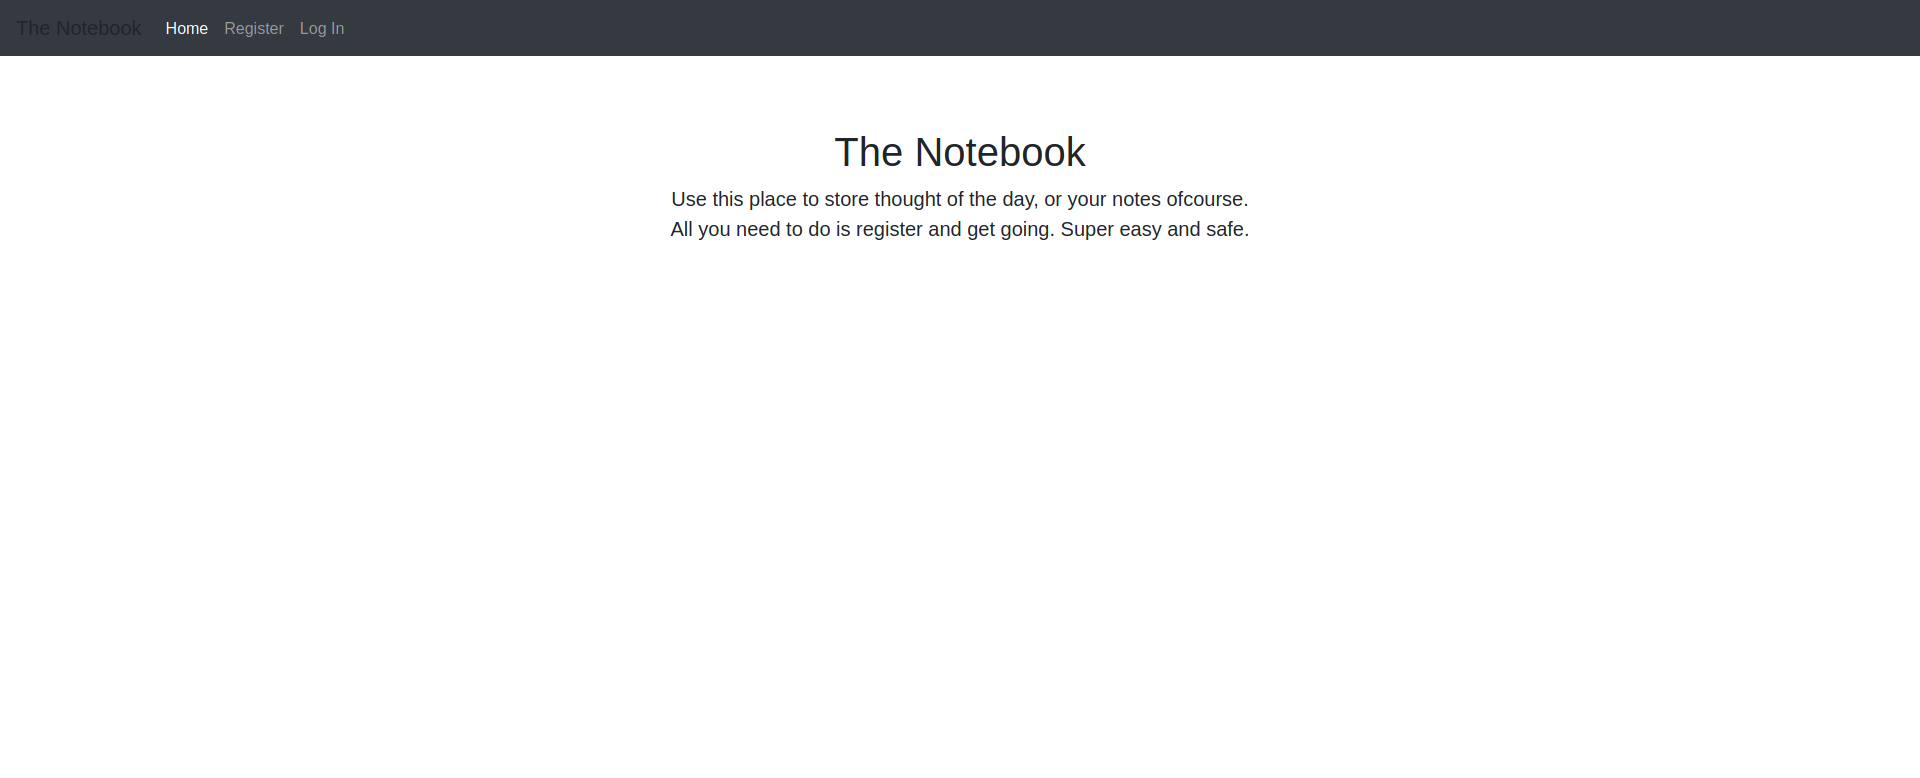 The Notebook Home Register Log In
The Notebook
Use this place to store thought of the day, or your notes ofcourse.
All you need to do is register and get going. Super easy and safe.